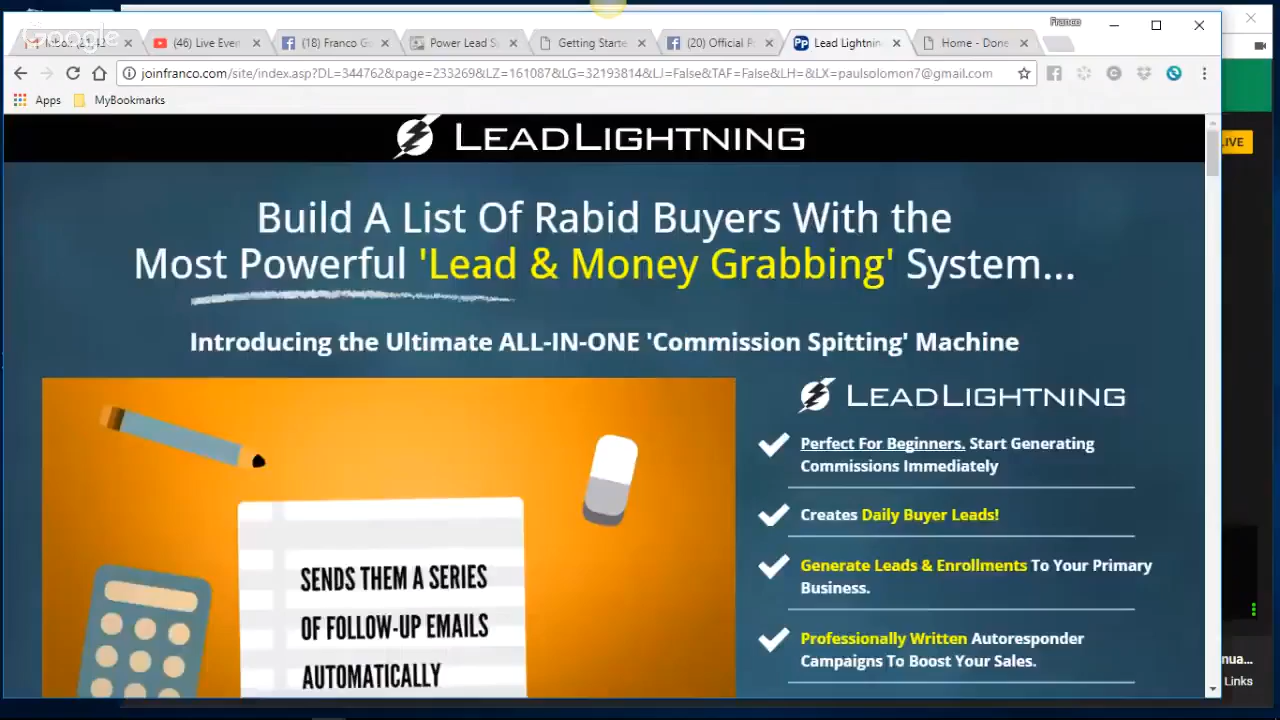 Google
Franco
(46) Live Even
(18) Franco G
Power Lead S
Getting Starte
(20) Official P
Lead Lightnin
Home - Done
joinfranco.com/site/index.asp?DL=34476353&page=233269&LZ=161087&LG=32193814&LJ=False&TAF=False&LH=&LX=paulsolomon7@gmail.com
Apps
MyBookmarks
LIVE
LEADLIGHTNING
Build A List Of Rabid Buyers With the
Most Powerful 'Lead & Money Grabbing' System...
Introducing the Ultimate ALL-IN-ONE 'Commission Spitting' Machine
LEADLIGHTNING
Perfect For Beginners. Start Generating
Commissions Immediately
Creates Daily Buyer Leads!
Generate Leads & Enrollments To Your Primary
Business.
Professionally Written Autoresponder
Campaigns To Boost Your Sales.
SENDS THEM A SERIES
OF FOLLOW-UP EMAILS
AUTOMATICALLY
nua...
Links